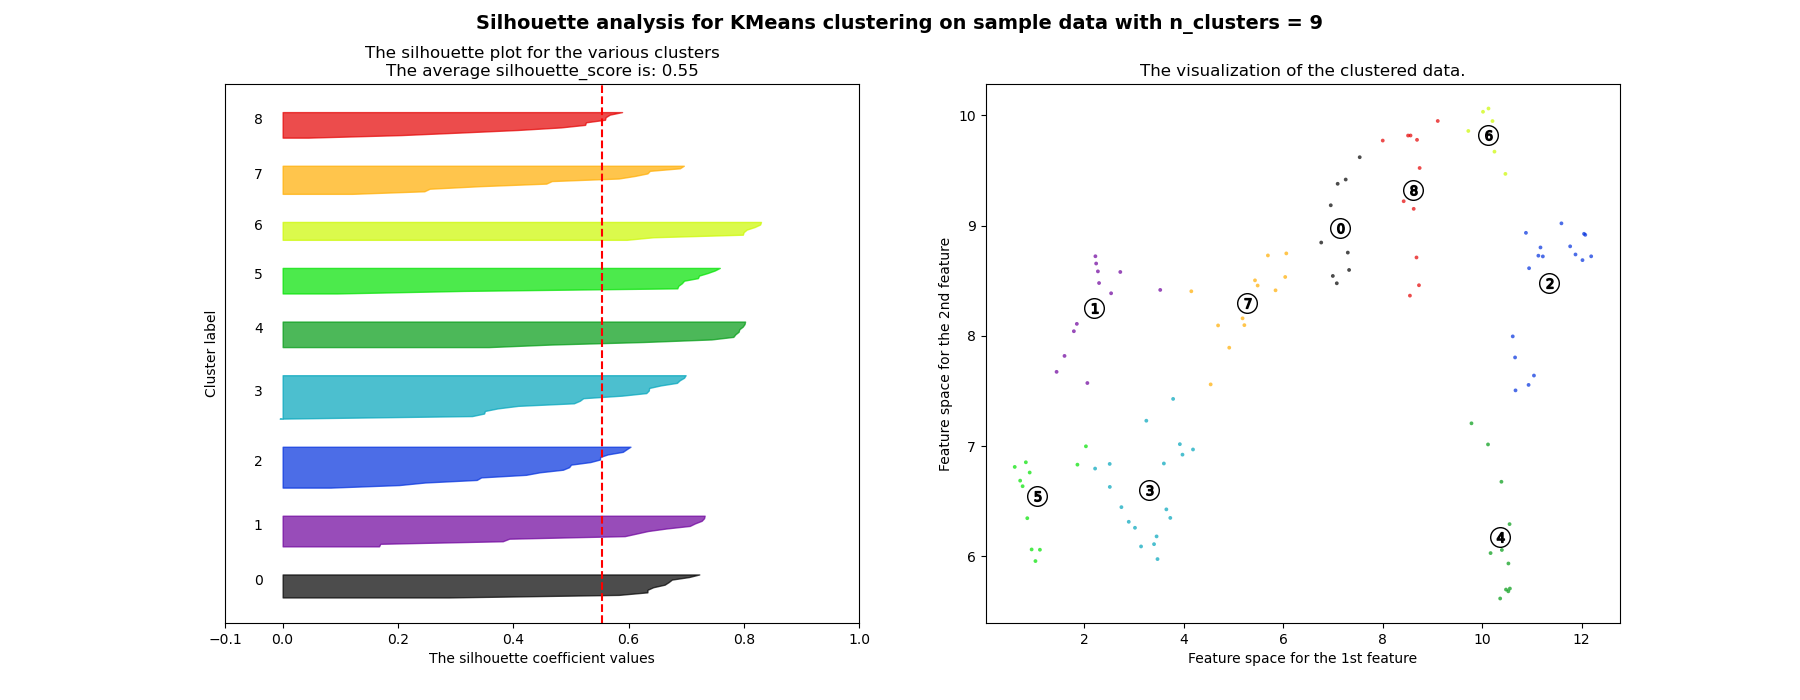 Silhouette analysis for KMeans clustering on sample data with n_clusters = 9
The silhouette plot for the various clusters
The average silhouette_score is: 0.55
8
7
6
5
4
3
2
1
0
Cluster label
−0.1 0.0 0.2 0.4 0.6 0.8 1.0
The silhouette coefficient values
The visualization of the clustered data.
10
9
8
7
6
Feature space for the 2nd feature
6
8
0
2
7
1
3
5
4
2 4 6 8 10 12
Feature space for the 1st feature